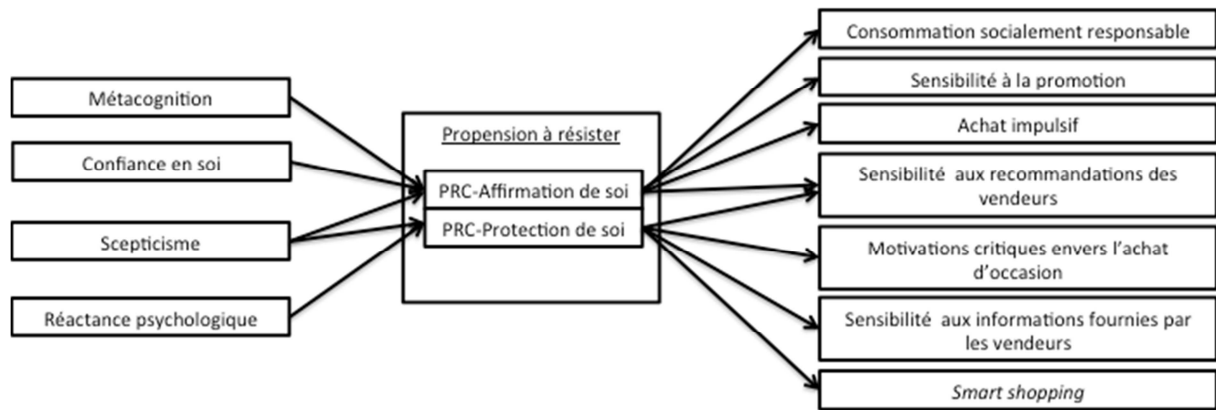 Métacognition
Confiance en soi
Scepticisme
Réactance psychologique
Propension à résister
PRC-Affirmation de soi
PRC-Protection de soi
Consommation socialement responsable
Sensibilité à la promotion
Achat impulsif
Sensibilité aux recommandations des
vendeurs
Motivations critiques envers l’achat
d’occasion
Sensibilité aux informations fournies par
les vendeurs
Smart shopping